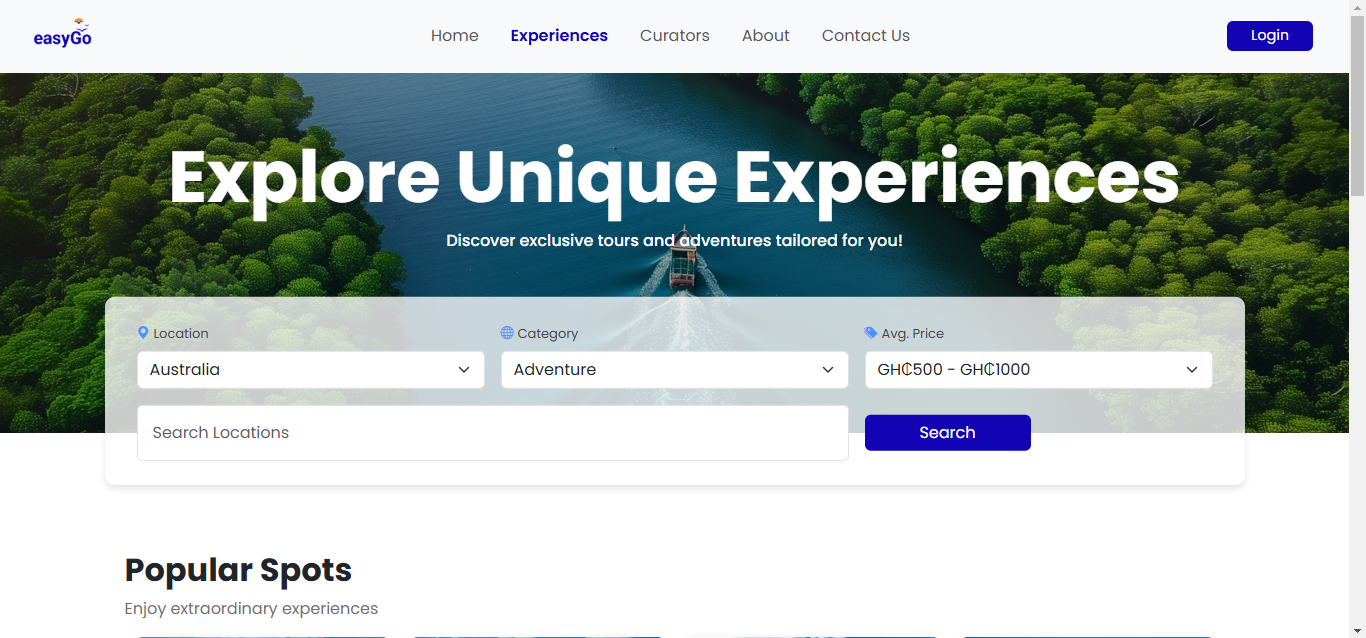 easyGo
Home Experiences Curators About Contact Us Login
Explore Unique Experiences
Discover exclusive tours and adventures tailored for you!
Location Category Avg. Price
Australia Adventure GH₵500 - GH₵1000
Search Locations Search
Popular Spots
Enjoy extraordinary experiences